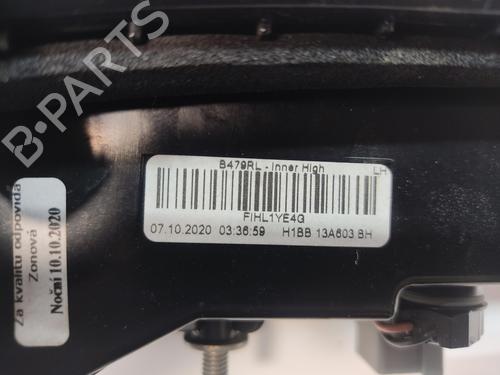 B479RL - Inner High LH
FIHL1YE4G
07.10.2020 03:36:59 H1BB 13A603 BH
Za kvalitu odpovída
Zonová
Noční 10.10.2020
B-PARTS